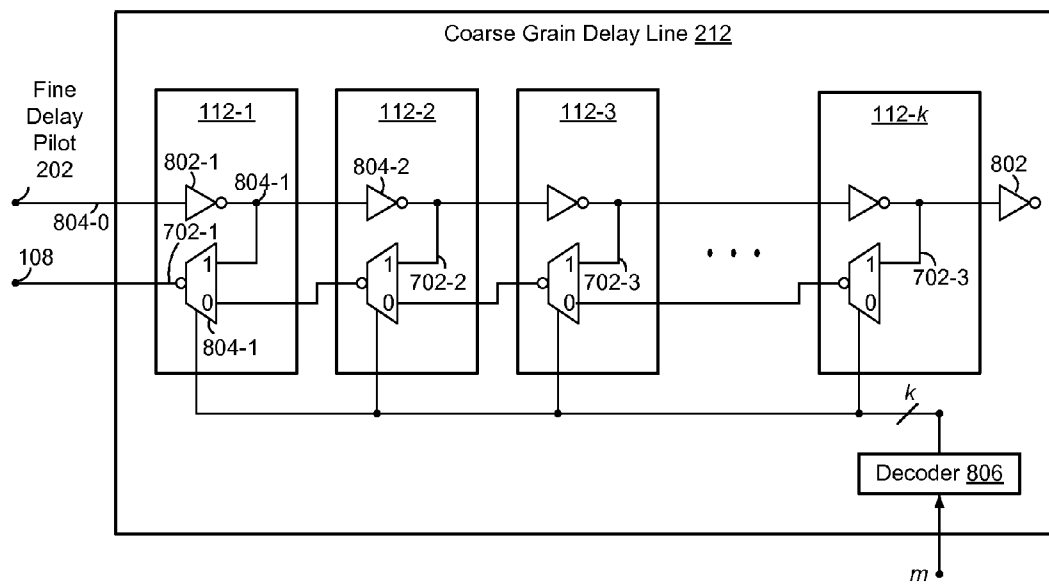 Coarse Grain Delay Line 212
Fine
Delay
Pilot
202
112-1
112-2
112-3
112-k
802-1
804-1
804-2
802
804-0
702-1
108
1
0
804-1
1
0
702-2
1
0
702-3
• • •
1
0
702-3
k
Decoder 806
m